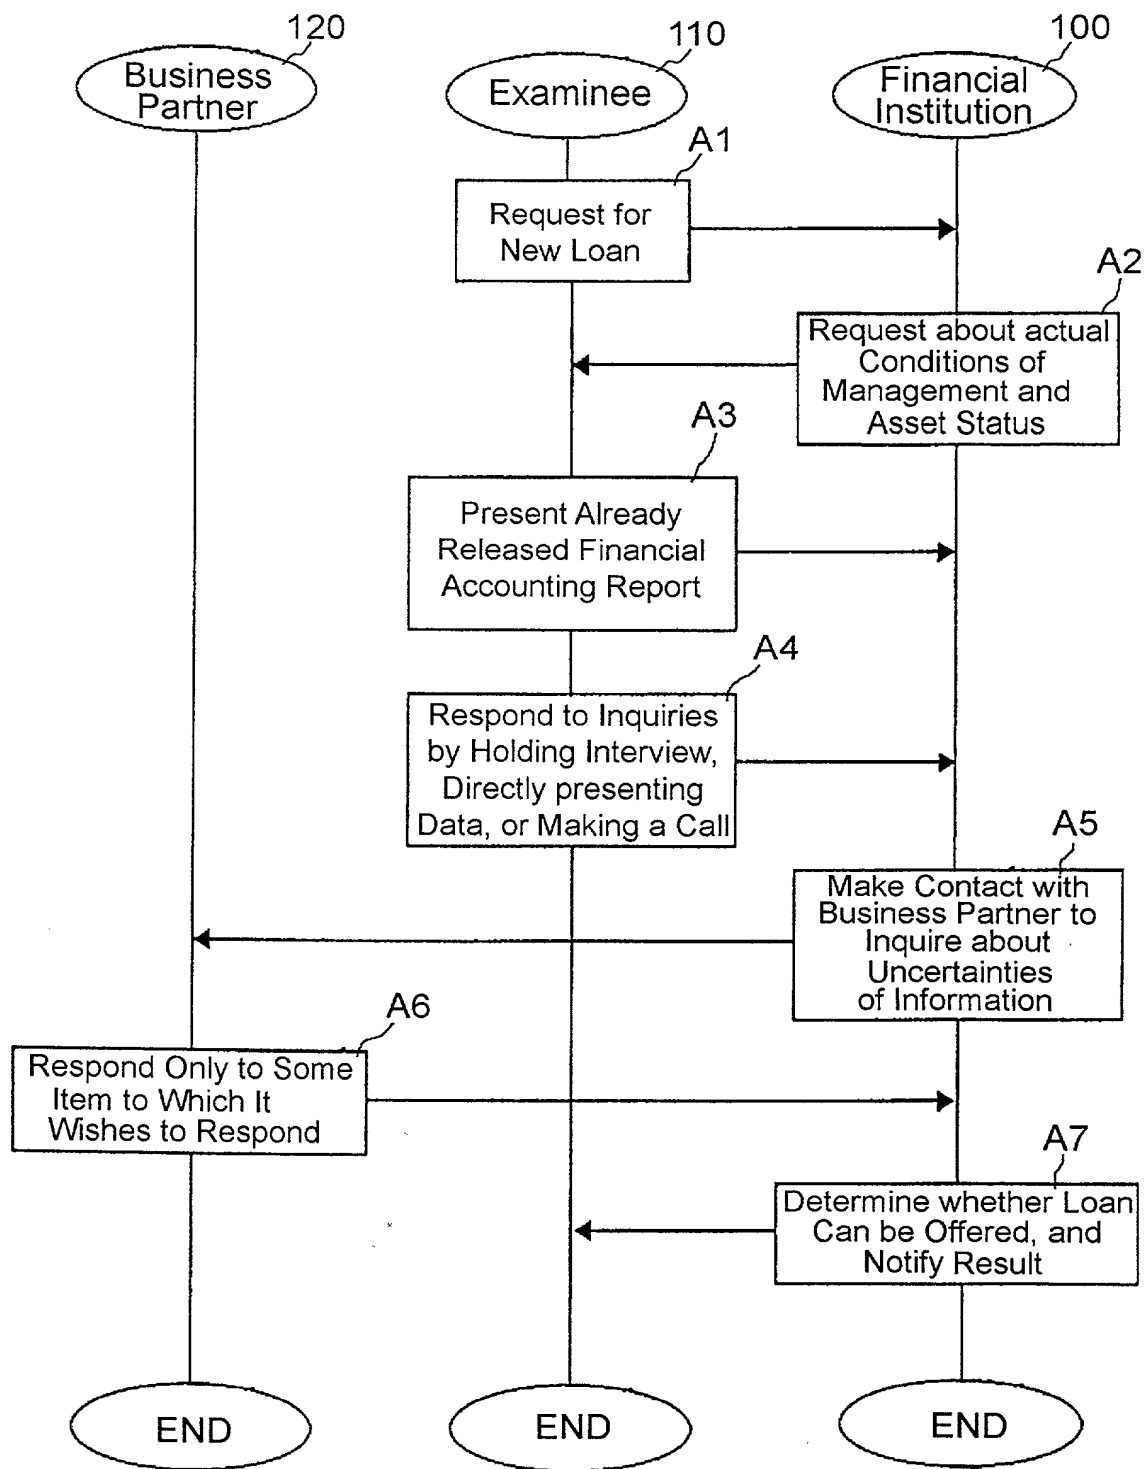 120
110
100
Business
Partner
Examinee
Financial
Institution
A1
Request for
New Loan
A2
Request about actual
Conditions of
Management and
Asset Status
A3
Present Already
Released Financial
Accounting Report
A4
Respond to Inquiries
by Holding Interview,
Directly presenting
Data, or Making a Call
A5
Make Contact with
Business Partner to
Inquire about
Uncertainties
of Information
A6
Respond Only to Some
Item to Which It
Wishes to Respond
A7
Determine whether Loan
Can be Offered, and
Notify Result
END
END
END